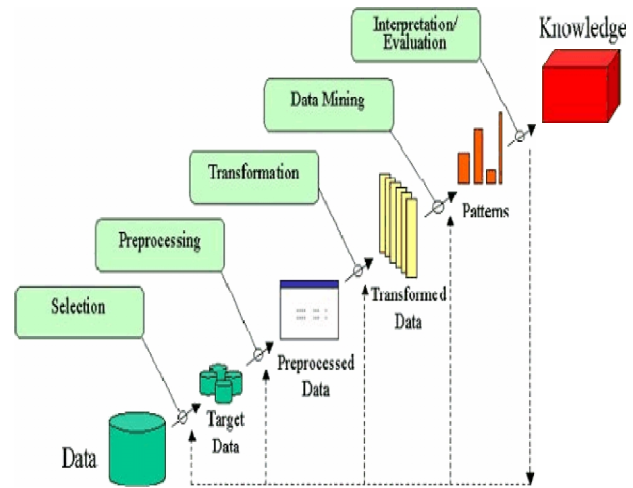 Interpretation/
Evaluation
Knowledge
Data Mining
Transformation
Patterns
Preprocessing
Transformed
Data
Selection
Preprocessed
Data
Target
Data
Data